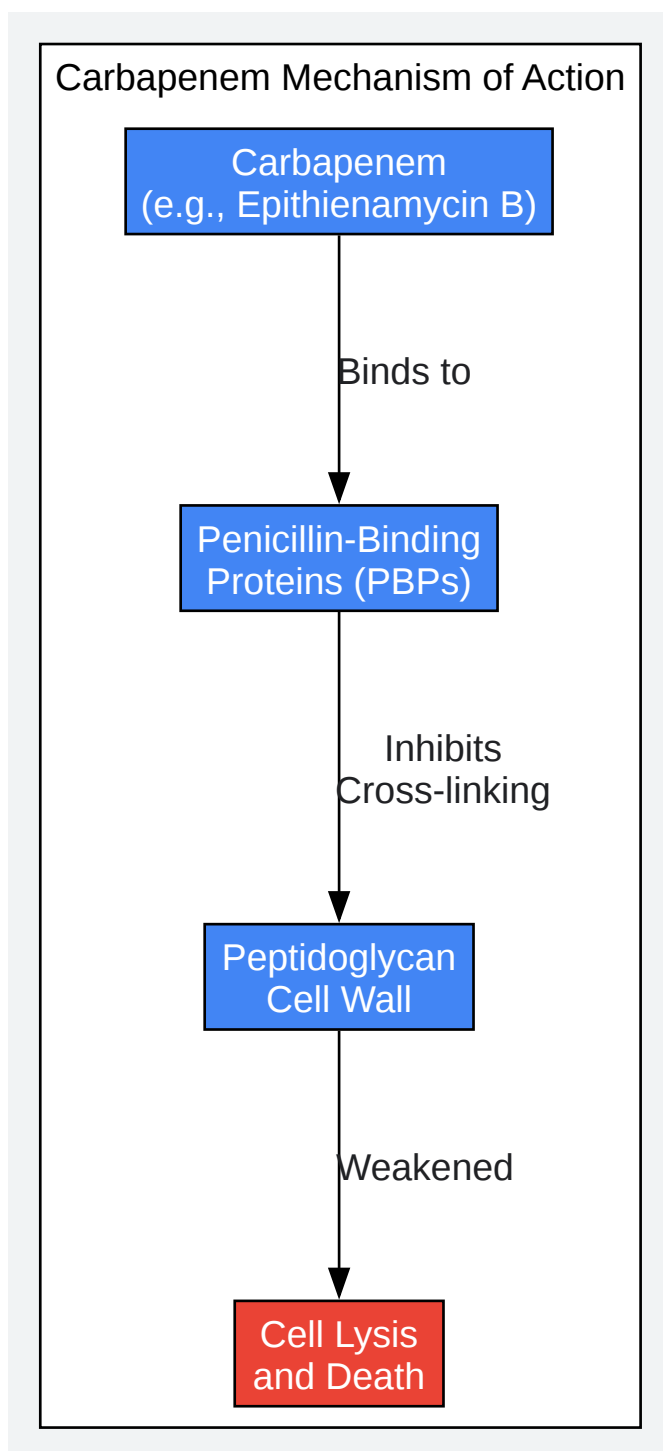 Carbapenem Mechanism of Action
Carbapenem
(e.g., Epithienamycin B)
Binds to
Penicillin-Binding
Proteins (PBPs)
Inhibits
Cross-linking
Peptidoglycan
Cell Wall
Weakened
Cell Lysis
and Death